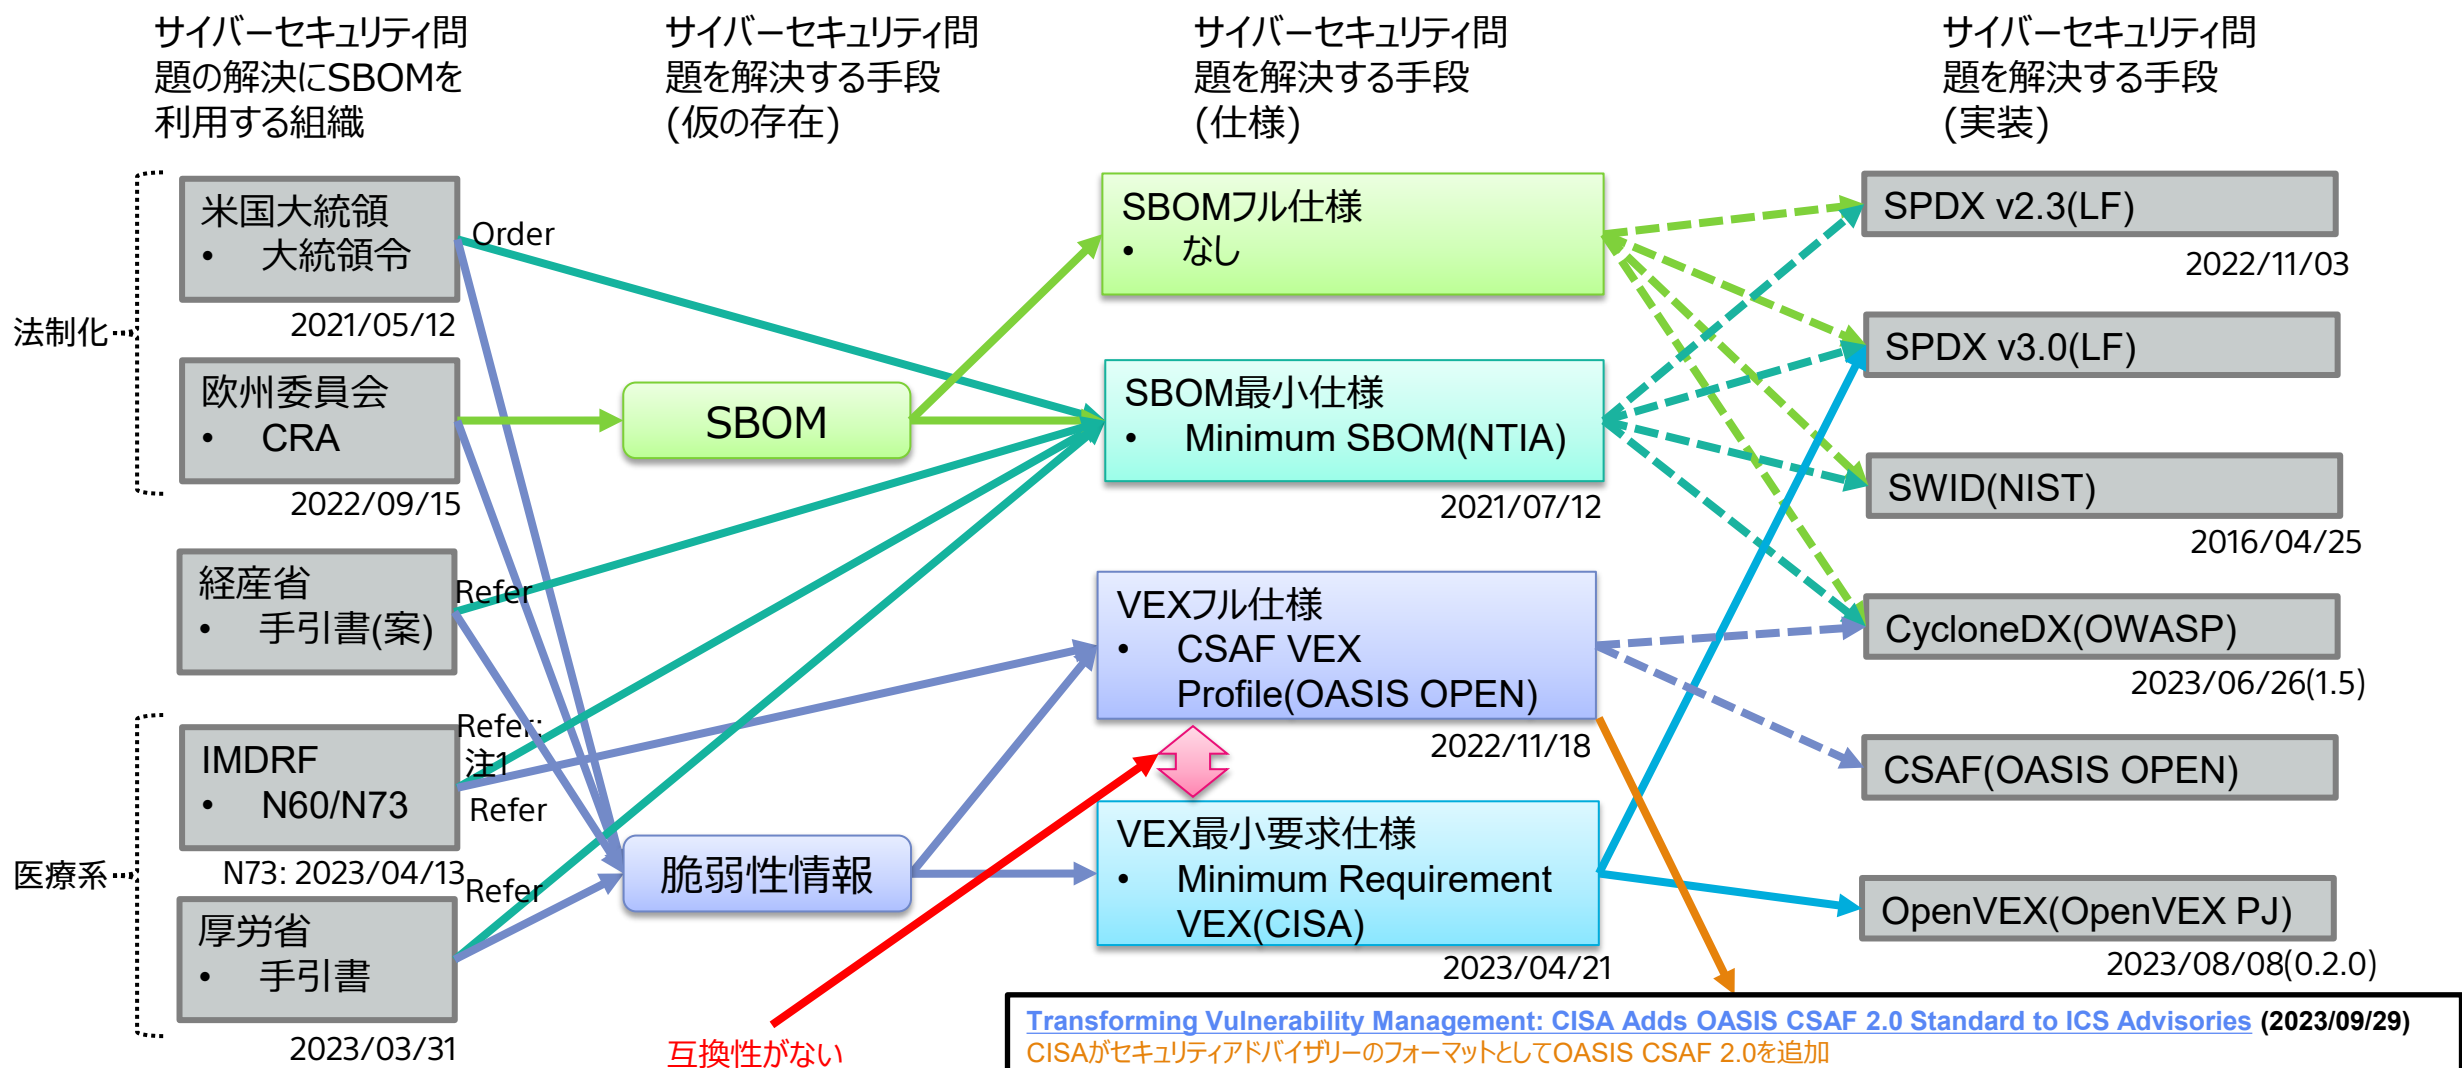 サイバーセキュリティ問
題の解決にSBOMを
利用する組織
サイバーセキュリティ問
題を解決する手段
(仮の存在)
サイバーセキュリティ問
題を解決する手段
(仕様)
サイバーセキュリティ問
題を解決する手段
(実装)
法制化
米国大統領
• 大統領令
2021/05/12
Order
欧州委員会
• CRA
2022/09/15
経産省
• 手引書(案)
Refer
医療系
IMDRF
• N60/N73
N73: 2023/04/13
Refer:
注1
Refer
厚労省
• 手引書
2023/03/31
Refer
SBOM
脆弱性情報
互換性がない
SBOMフル仕様
• なし
SBOM最小仕様
• Minimum SBOM(NTIA)
2021/07/12
VEXフル仕様
• CSAF VEX
Profile(OASIS OPEN)
2022/11/18
VEX最小要求仕様
• Minimum Requirement
VEX(CISA)
2023/04/21
SPDX v2.3(LF)
2022/11/03
SPDX v3.0(LF)
SWID(NIST)
2016/04/25
CycloneDX(OWASP)
2023/06/26(1.5)
CSAF(OASIS OPEN)
OpenVEX(OpenVEX PJ)
2023/08/08(0.2.0)
Transforming Vulnerability Management: CISA Adds OASIS CSAF 2.0 Standard to ICS Advisories (2023/09/29)
CISAがセキュリティアドバイザリーのフォーマットとしてOASIS CSAF 2.0を追加